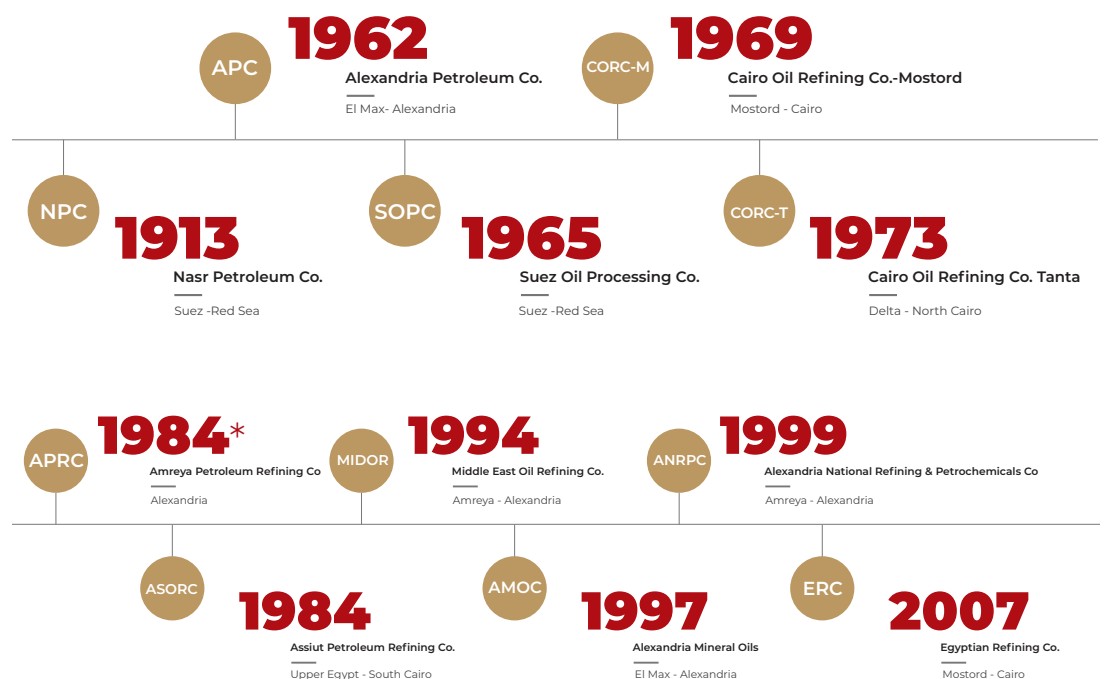 APC
1962
Alexandria Petroleum Co.
El Max- Alexandria
CORC-M
1969
Cairo Oil Refining Co.-Mostord
Mostord - Cairo
NPC
1913
Nasr Petroleum Co.
Suez -Red Sea
SOPC
1965
Suez Oil Processing Co.
Suez -Red Sea
CORC-T
1973
Cairo Oil Refining Co. Tanta
Delta - North Cairo
APRC
1984*
Amreya Petroleum Refining Co
Alexandria
MIDOR
1994
Middle East Oil Refining Co.
Amreya - Alexandria
ANRPC
1999
Alexandria National Refining & Petrochemicals Co
Amreya - Alexandria
ASORC
1984
Assiut Petroleum Refining Co.
Upper Egypt - South Cairo
AMOC
1997
Alexandria Mineral Oils
El Max - Alexandria
ERC
2007
Egyptian Refining Co.
Mostord - Cairo